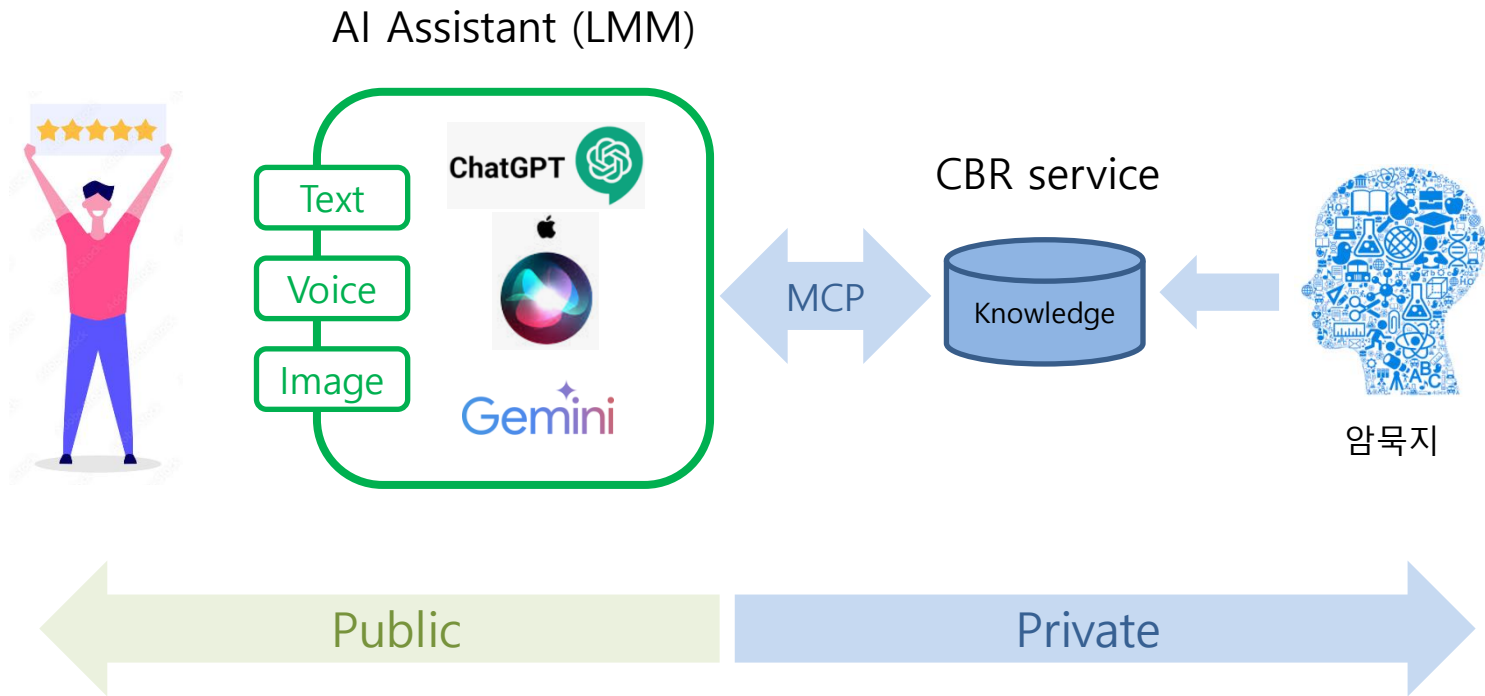 AI Assistant (LMM)
ChatGPT
Text
CBR service
Voice
MCP
Knowledge
Image
Gemini
암묵지
Public
Private